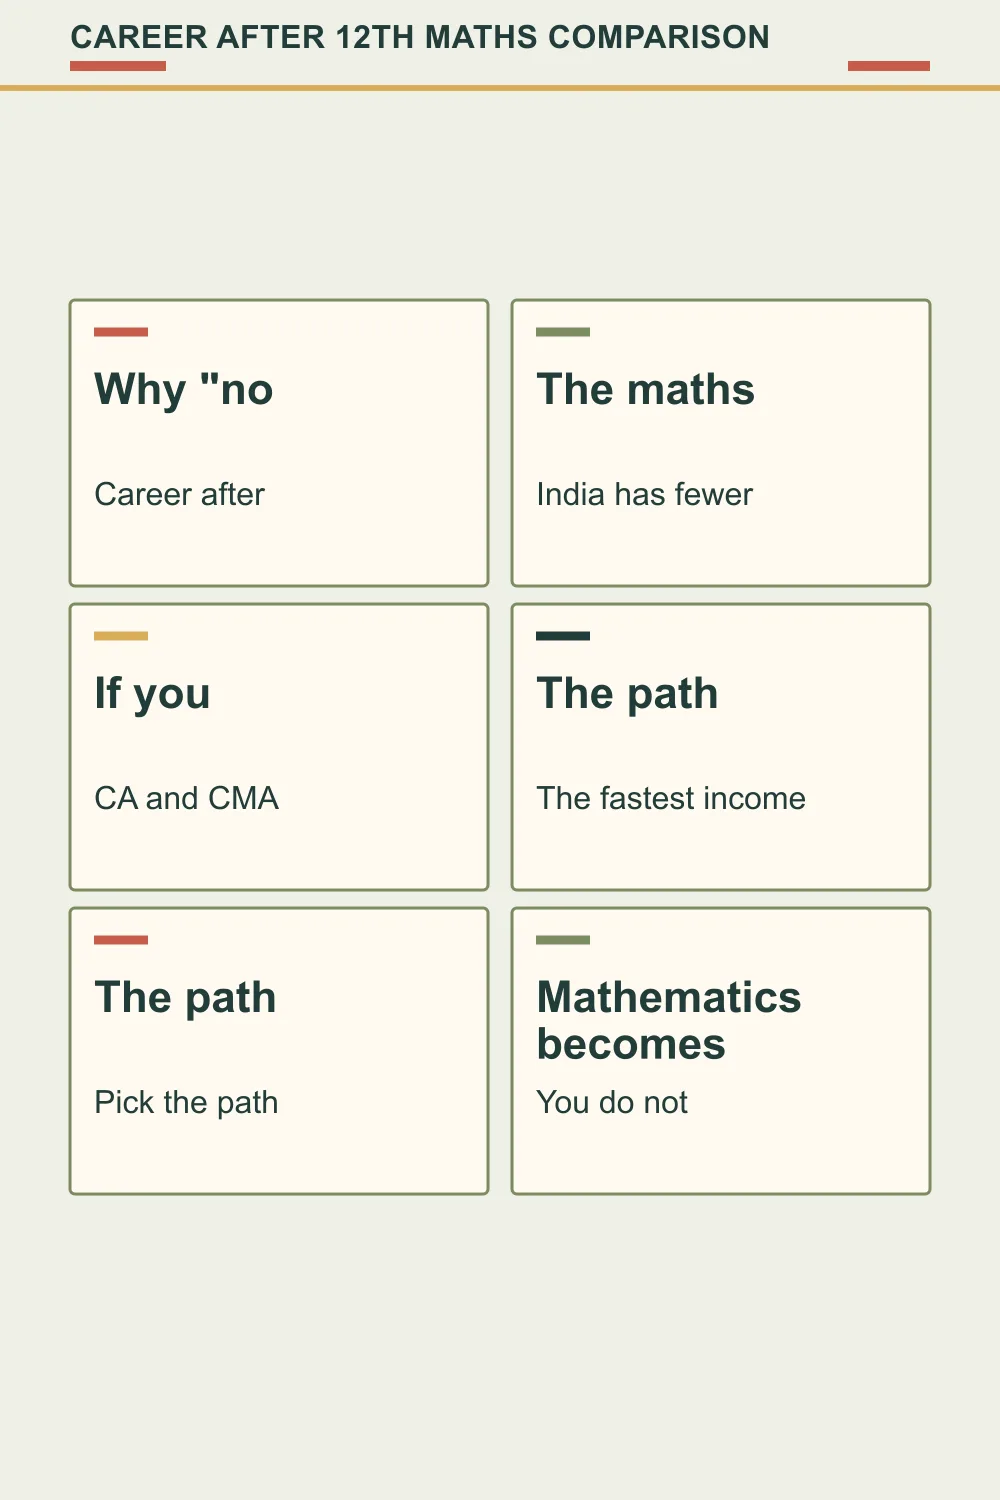 CAREER AFTER 12TH MATHS COMPARISON
Why "no
Career after
The maths
India has fewer
If you
CA and CMA
The path
The fastest income
The path
Pick the path
Mathematics
becomes
You do not